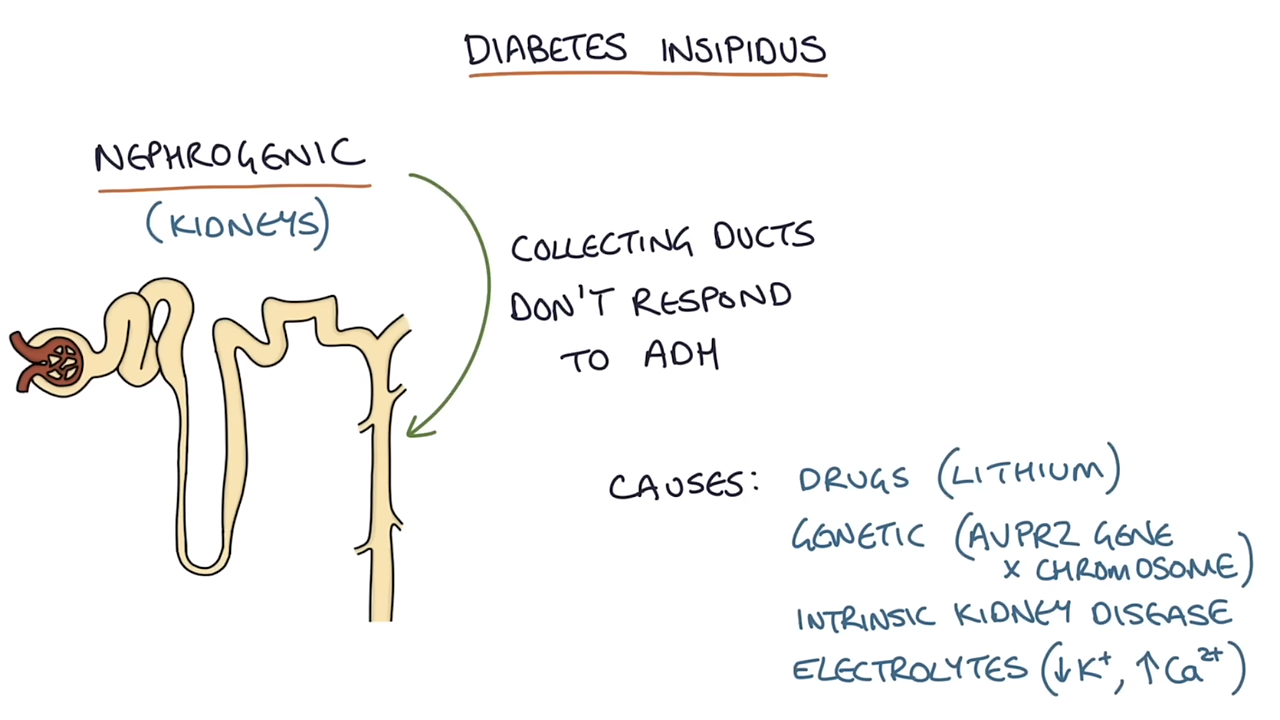 DIABETES INSIPIDUS
NEPHROGENIC
(KIDNEYS)
COLLECTING DUCTS
DON'T RESPOND
TO ADH
CAUSES: DRUGS (LITHIUM)
GENETIC (AVPR2 GENE
X CHROMOSOME)
INTRINSIC KIDNEY DISEASE
ELECTROLYTES (↓K⁺, ↑Ca²⁺)